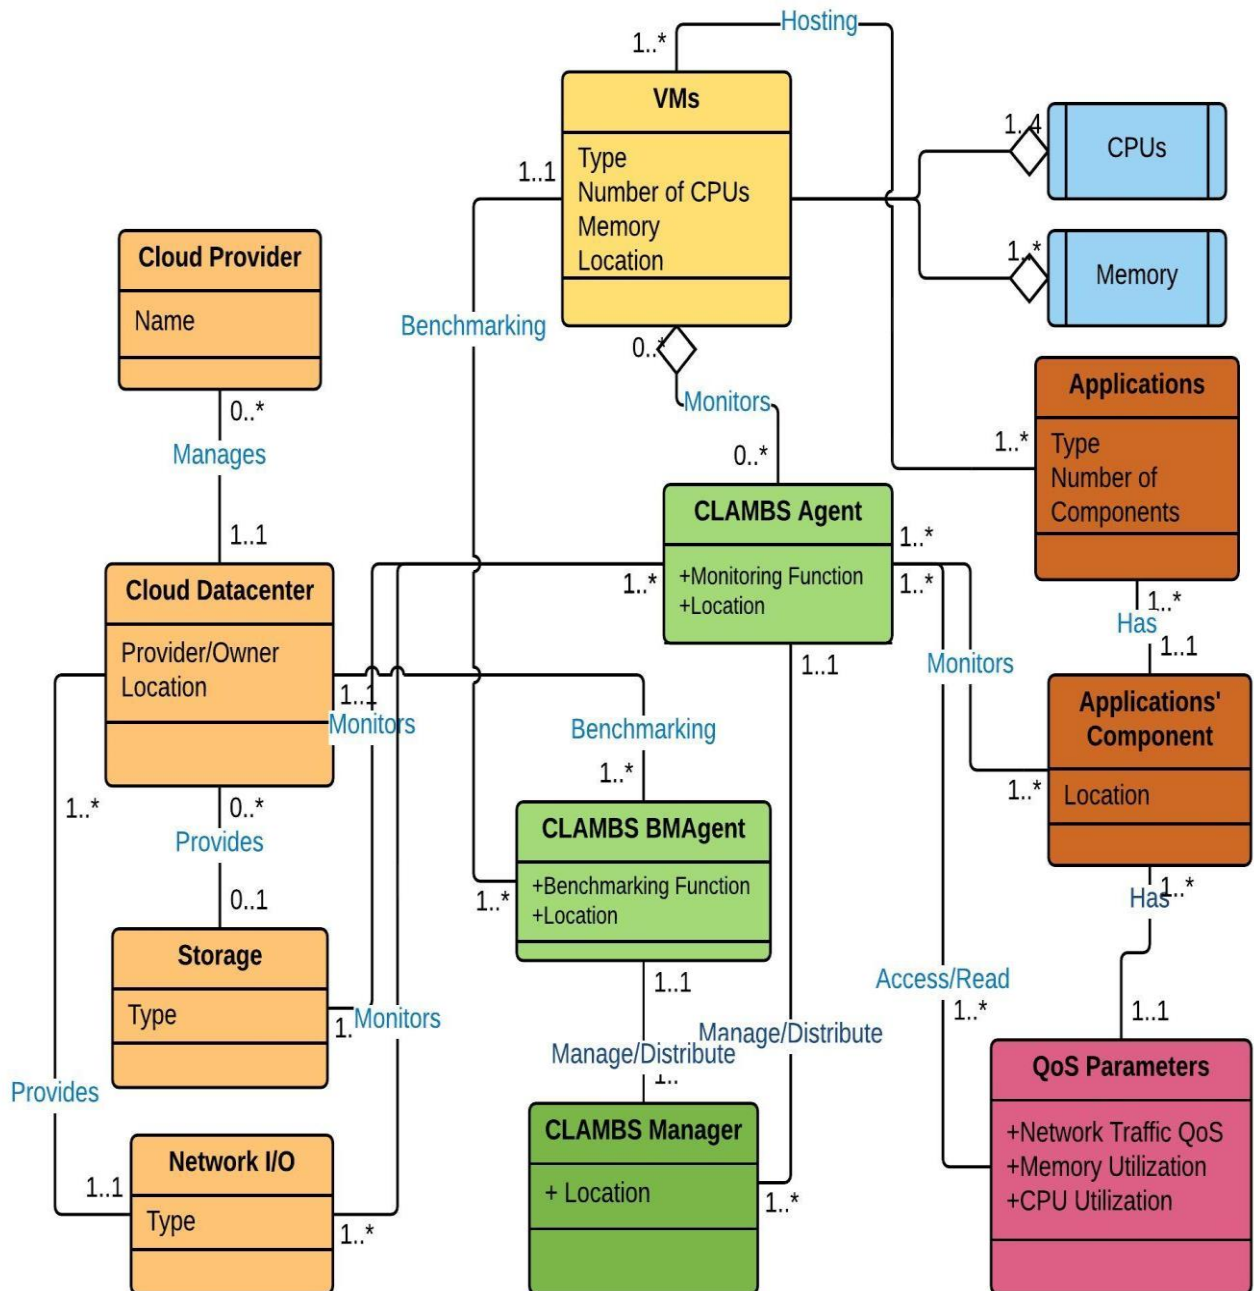 Hosting
1..*
VMs
Type
Number of CPUs
Memory
Location
1..1
1..4
CPUs
1..*
Memory
Cloud Provider
Name
Benchmarking
0..*
Monitors
0..*
Applications
Type
Number of
Components
1..*
0..*
Manages
1..1
CLAMBS Agent
+Monitoring Function
+Location
1..*
1..*
1..*
1..*
Has
1..1
Cloud Datacenter
Provider/Owner
Location
1..1
Monitors
1..1
Monitors
Applications'
Component
Location
1..*
Benchmarking
1..*
1..*
0..*
Provides
0..1
CLAMBS BMAgent
+Benchmarking Function
+Location
1..*
1..*
Has
Storage
Type
1.
Monitors
1..1
Access/Read
1..*
1..1
Manage/Distribute
Manage/Distribute
1..
QoS Parameters
+Network Traffic QoS
+Memory Utilization
+CPU Utilization
Provides
1..1
Network I/O
Type
1..*
CLAMBS Manager
+ Location
1..*